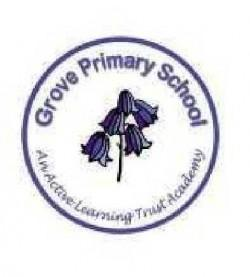 Grove Primary School
An Active Learning Trust Academy